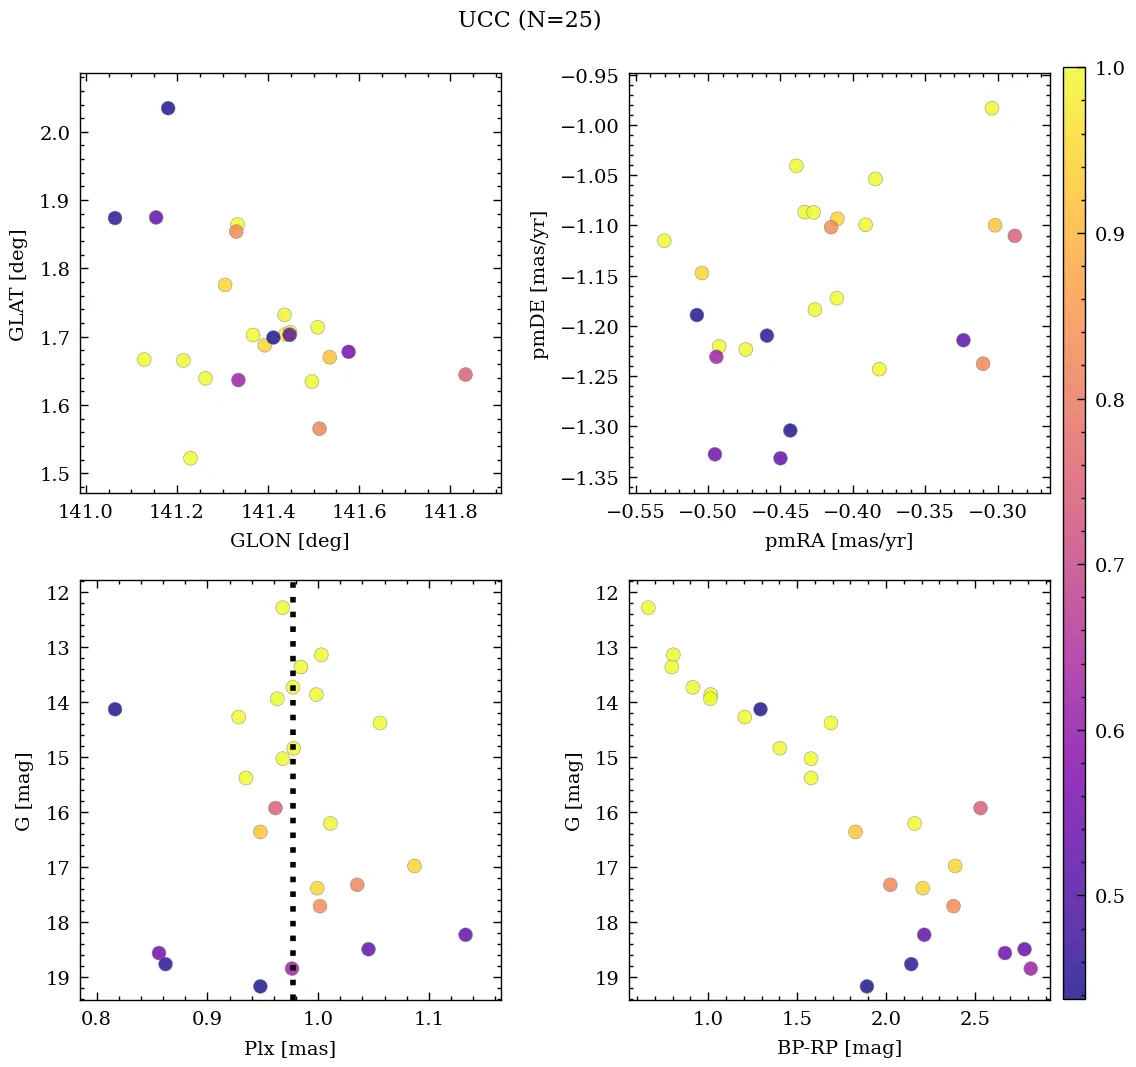 UCC (N=25)
2.0
1.9
1.8
1.7
1.6
1.5
GLAT [deg]
141.0 141.2 141.4 141.6 141.8
GLON [deg]
−0.95
−1.00
−1.05
−1.10
−1.15
−1.20
−1.25
−1.30
−1.35
pmDE [mas/yr]
−0.55 −0.50 −0.45 −0.40 −0.35 −0.30
pmRA [mas/yr]
12
13
14
15
16
17
18
19
G [mag]
0.8 0.9 1.0 1.1
Plx [mas]
12
13
14
15
16
17
18
19
G [mag]
1.0 1.5 2.0 2.5
BP-RP [mag]
1.0
0.9
0.8
0.7
0.6
0.5